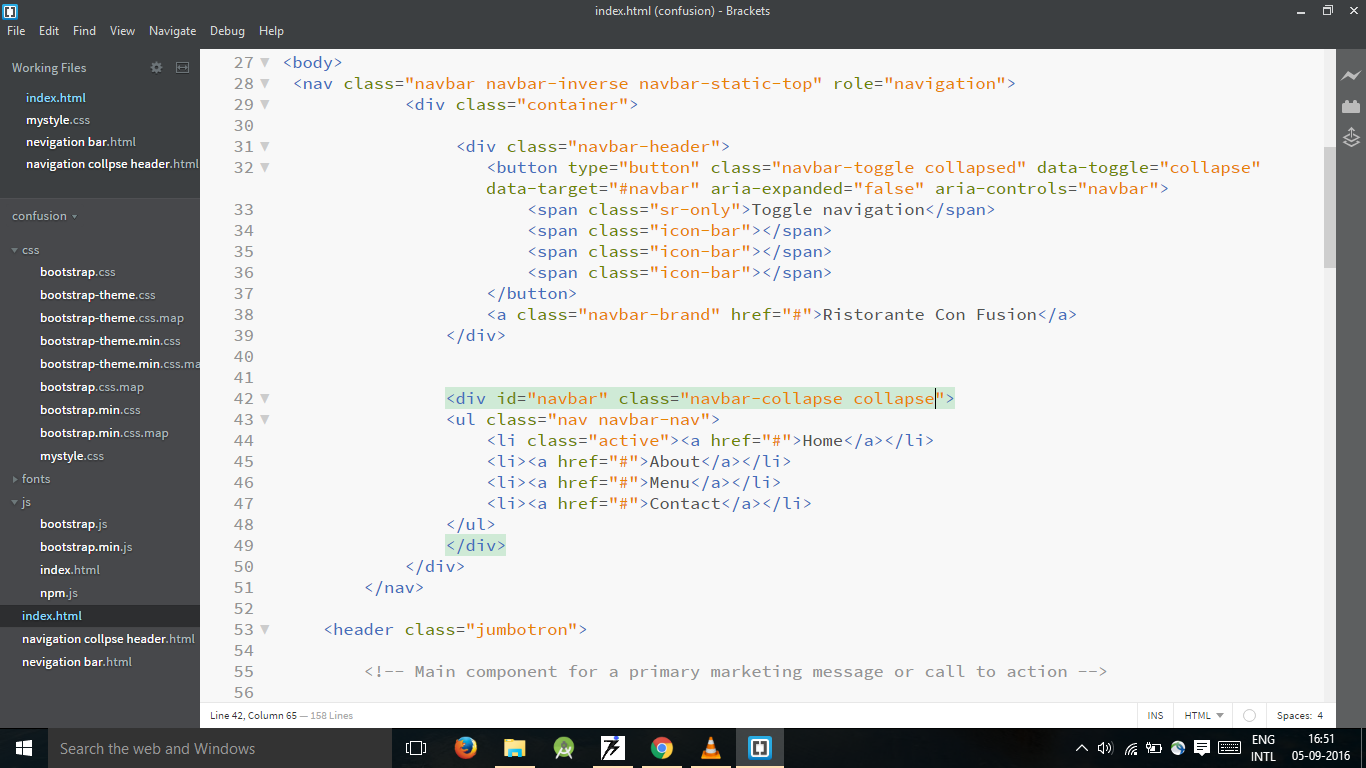 index.html (confusion) - Brackets
File Edit Find View Navigate Debug Help
Working Files
index.html
mystyle.css
nevigation bar.html
navigation collpse header.html
confusion
css
bootstrap.css
bootstrap-theme.css
bootstrap-theme.css.map
bootstrap-theme.min.css
bootstrap-theme.min.css.ma
bootstrap.css.map
bootstrap.min.css
bootstrap.min.css.map
mystyle.css
fonts
js
bootstrap.js
bootstrap.min.js
index.html
npm.js
index.html
navigation collpse header.html
nevigation bar.html
27 <body>
28 <nav class="navbar navbar-inverse navbar-static-top" role="navigation">
29 <div class="container">
30
31 <div class="navbar-header">
32 <button type="button" class="navbar-toggle collapsed" data-toggle="collapse"
data-target="#navbar" aria-expanded="false" aria-controls="navbar">
33 <span class="sr-only">Toggle navigation</span>
34 <span class="icon-bar"></span>
35 <span class="icon-bar"></span>
36 <span class="icon-bar"></span>
37 </button>
38 <a class="navbar-brand" href="#">Ristorante Con Fusion</a>
39 </div>
40
41
42 <div id="navbar" class="navbar-collapse collapse">
43 <ul class="nav navbar-nav">
44 <li class="active"><a href="#">Home</a></li>
45 <li><a href="#">About</a></li>
46 <li><a href="#">Menu</a></li>
47 <li><a href="#">Contact</a></li>
48 </ul>
49 </div>
50 </div>
51 </nav>
52
53 <header class="jumbotron">
54
55 <!-- Main component for a primary marketing message or call to action -->
56
Line 42, Column 65 — 158 Lines
INS HTML Spaces: 4
Search the web and Windows
ENG
INTL
16:51
05-09-2016